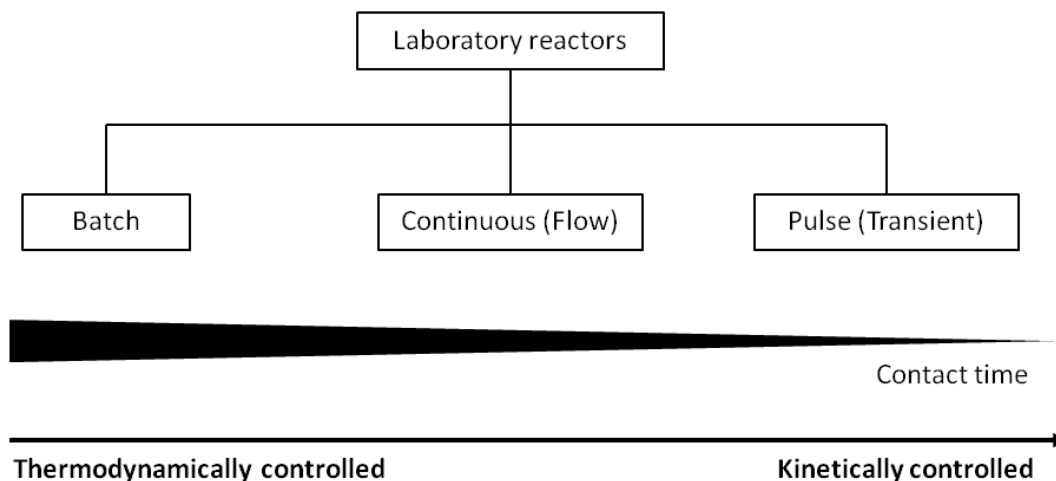 Laboratory reactors
Batch
Continuous (Flow)
Pulse (Transient)
Contact time
Thermodynamically controlled
Kinetically controlled